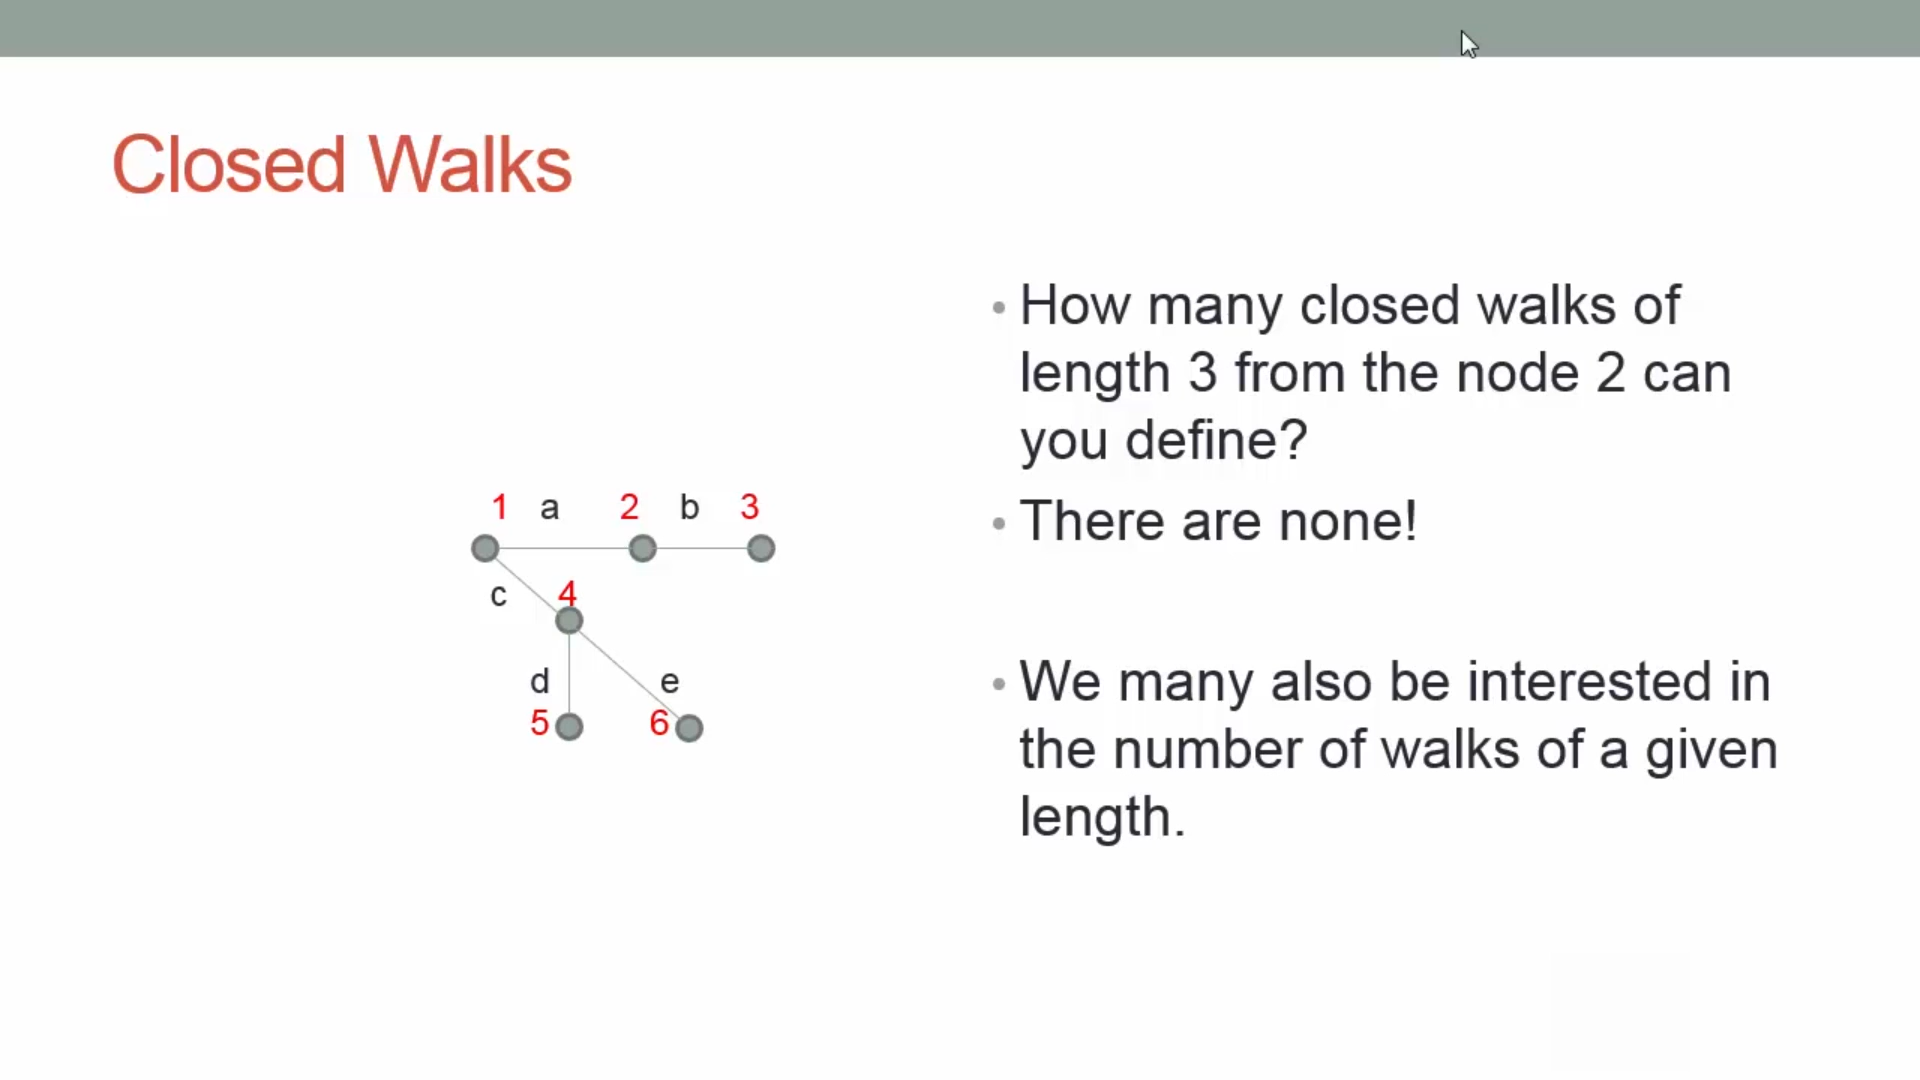 Closed Walks
How many closed walks of
length 3 from the node 2 can
you define?
There are none!
We many also be interested in
the number of walks of a given
length.
1 a 2 b 3
c 4
d e
5 6